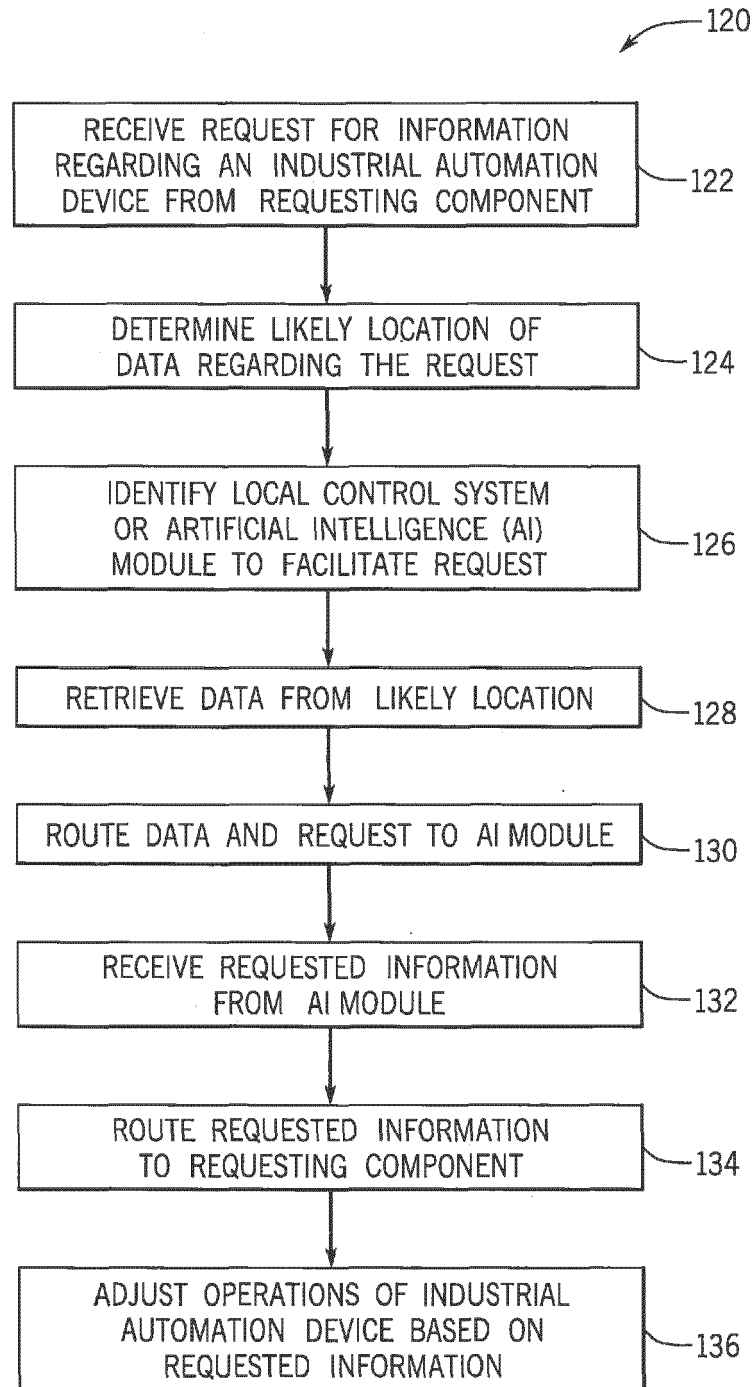 120
RECEIVE REQUEST FOR INFORMATION
REGARDING AN INDUSTRIAL AUTOMATION
DEVICE FROM REQUESTING COMPONENT
122
DETERMINE LIKELY LOCATION OF
DATA REGARDING THE REQUEST
124
IDENTIFY LOCAL CONTROL SYSTEM
OR ARTIFICIAL INTELLIGENCE (AI)
MODULE TO FACILITATE REQUEST
126
RETRIEVE DATA FROM LIKELY LOCATION
128
ROUTE DATA AND REQUEST TO AI MODULE
130
RECEIVE REQUESTED INFORMATION
FROM AI MODULE
132
ROUTE REQUESTED INFORMATION
TO REQUESTING COMPONENT
134
ADJUST OPERATIONS OF INDUSTRIAL
AUTOMATION DEVICE BASED ON
REQUESTED INFORMATION
136